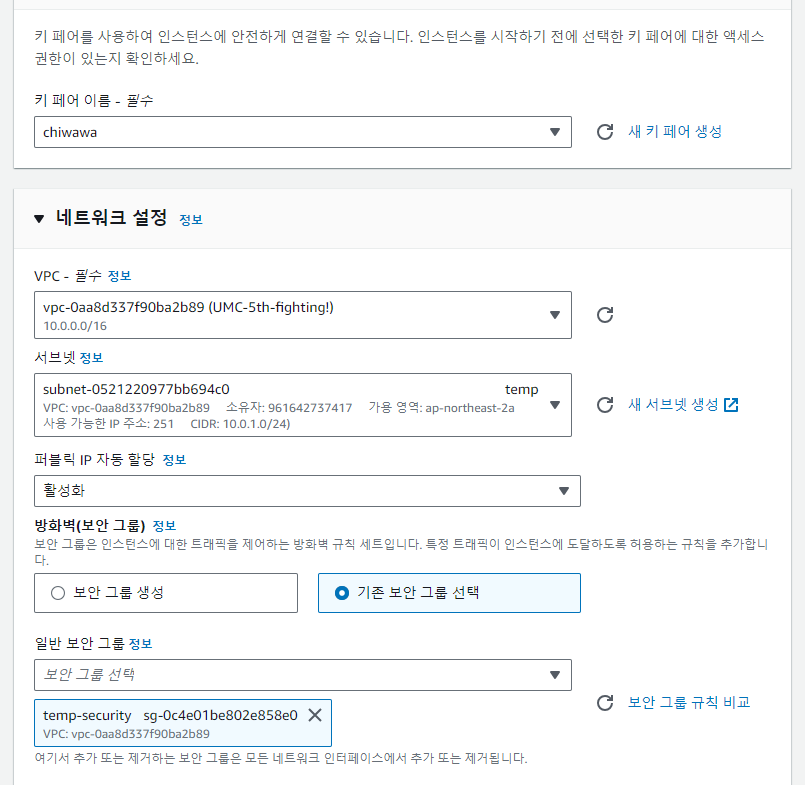 키 페어를 사용하여 인스턴스에 안전하게 연결할 수 있습니다. 인스턴스를 시작하기 전에 선택한 키 페어에 대한 액세스
권한이 있는지 확인하세요.
키 페어 이름 - 필수
chiwawa
새 키 페어 생성
네트워크 설정 정보
VPC - 필수 정보
vpc-0aa8d337f90ba2b89 (UMC-5th-fighting!)
10.0.0.0/16
서브넷 정보
subnet-0521220977bb694c0 temp
VPC: vpc-0aa8d337f90ba2b89 소유자: 961642737417 가용 영역: ap-northeast-2a
사용 가능한 IP 주소: 251 CIDR: 10.0.1.0/24)
새 서브넷 생성
퍼블릭 IP 자동 할당 정보
활성화
방화벽(보안 그룹) 정보
보안 그룹은 인스턴스에 대한 트래픽을 제어하는 방화벽 규칙 세트입니다. 특정 트래픽이 인스턴스에 도달하도록 허용하는 규칙을 추가합니
다.
보안 그룹 생성
기존 보안 그룹 선택
일반 보안 그룹 정보
보안 그룹 선택
temp-security sg-0c4e01be802e858e0
VPC: vpc-0aa8d337f90ba2b89
보안 그룹 규칙 비교
여기서 추가 또는 제거하는 보안 그룹은 모든 네트워크 인터페이스에서 추가 또는 제거됩니다.